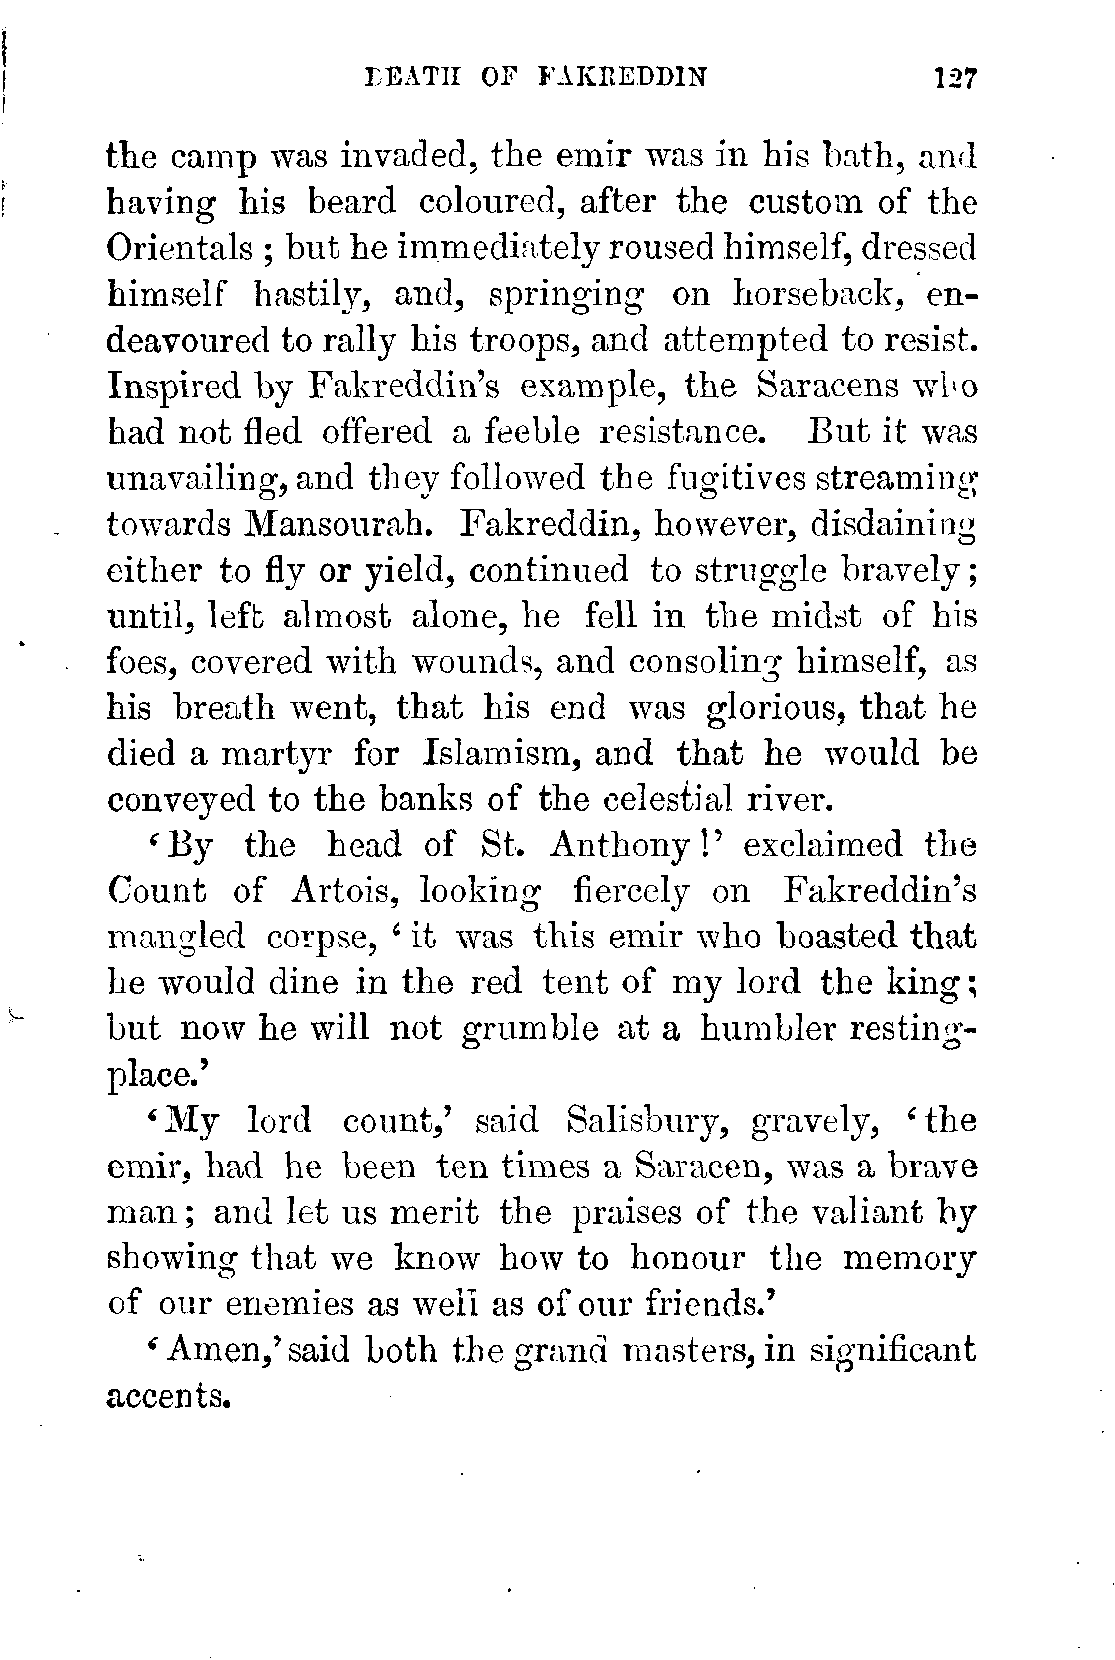 DEATH OF FAKREDDIN 127
the camp was invaded, the emir was in his bath, and
having his beard coloured, after the custom of the
Orientals ; but he immediately roused himself, dressed
himself hastily, and, springing on horseback, en-
deavoured to rally his troops, and attempted to resist.
Inspired by Fakreddin's example, the Saracens who
had not fled offered a feeble resistance. But it was
unavailing, and they followed the fugitives streaming
towards Mansourah. Fakreddin, however, disdaining
either to fly or yield, continued to struggle bravely ;
until, left almost alone, he fell in the midst of his
foes, covered with wounds, and consoling himself, as
his breath went, that his end was glorious, that he
died a martyr for Islamism, and that he would be
conveyed to the banks of the celestial river.
‘ By the head of St. Anthony !’ exclaimed the
Count of Artois, looking fiercely on Fakreddin's
mangled corpse, ‘ it was this emir who boasted that
he would dine in the red tent of my lord the king ;
but now he will not grumble at a humbler resting-
place.’
‘ My lord count,’ said Salisbury, gravely, ‘ the
emir, had he been ten times a Saracen, was a brave
man ; and let us merit the praises of the valiant by
showing that we know how to honour the memory
of our enemies as well as of our friends.’
‘ Amen,’ said both the grand masters, in significant
accents.